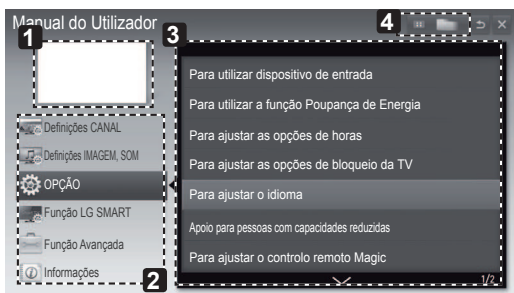 Manual do Utilizador
4
1
3
Para utilizar dispositivo de entrada
Para utilizar a função Poupança de Energia
Para ajustar as opções de horas
Para ajustar as opções de bloqueio da TV
Para ajustar o idioma
Apoio para pessoas com capacidades reduzidas
Para ajustar o controlo remoto Magic
1/2
Definições CANAL
Definições IMAGEM, SOM
OPÇÃO
Função LG SMART
Função Avançada
Informações
2